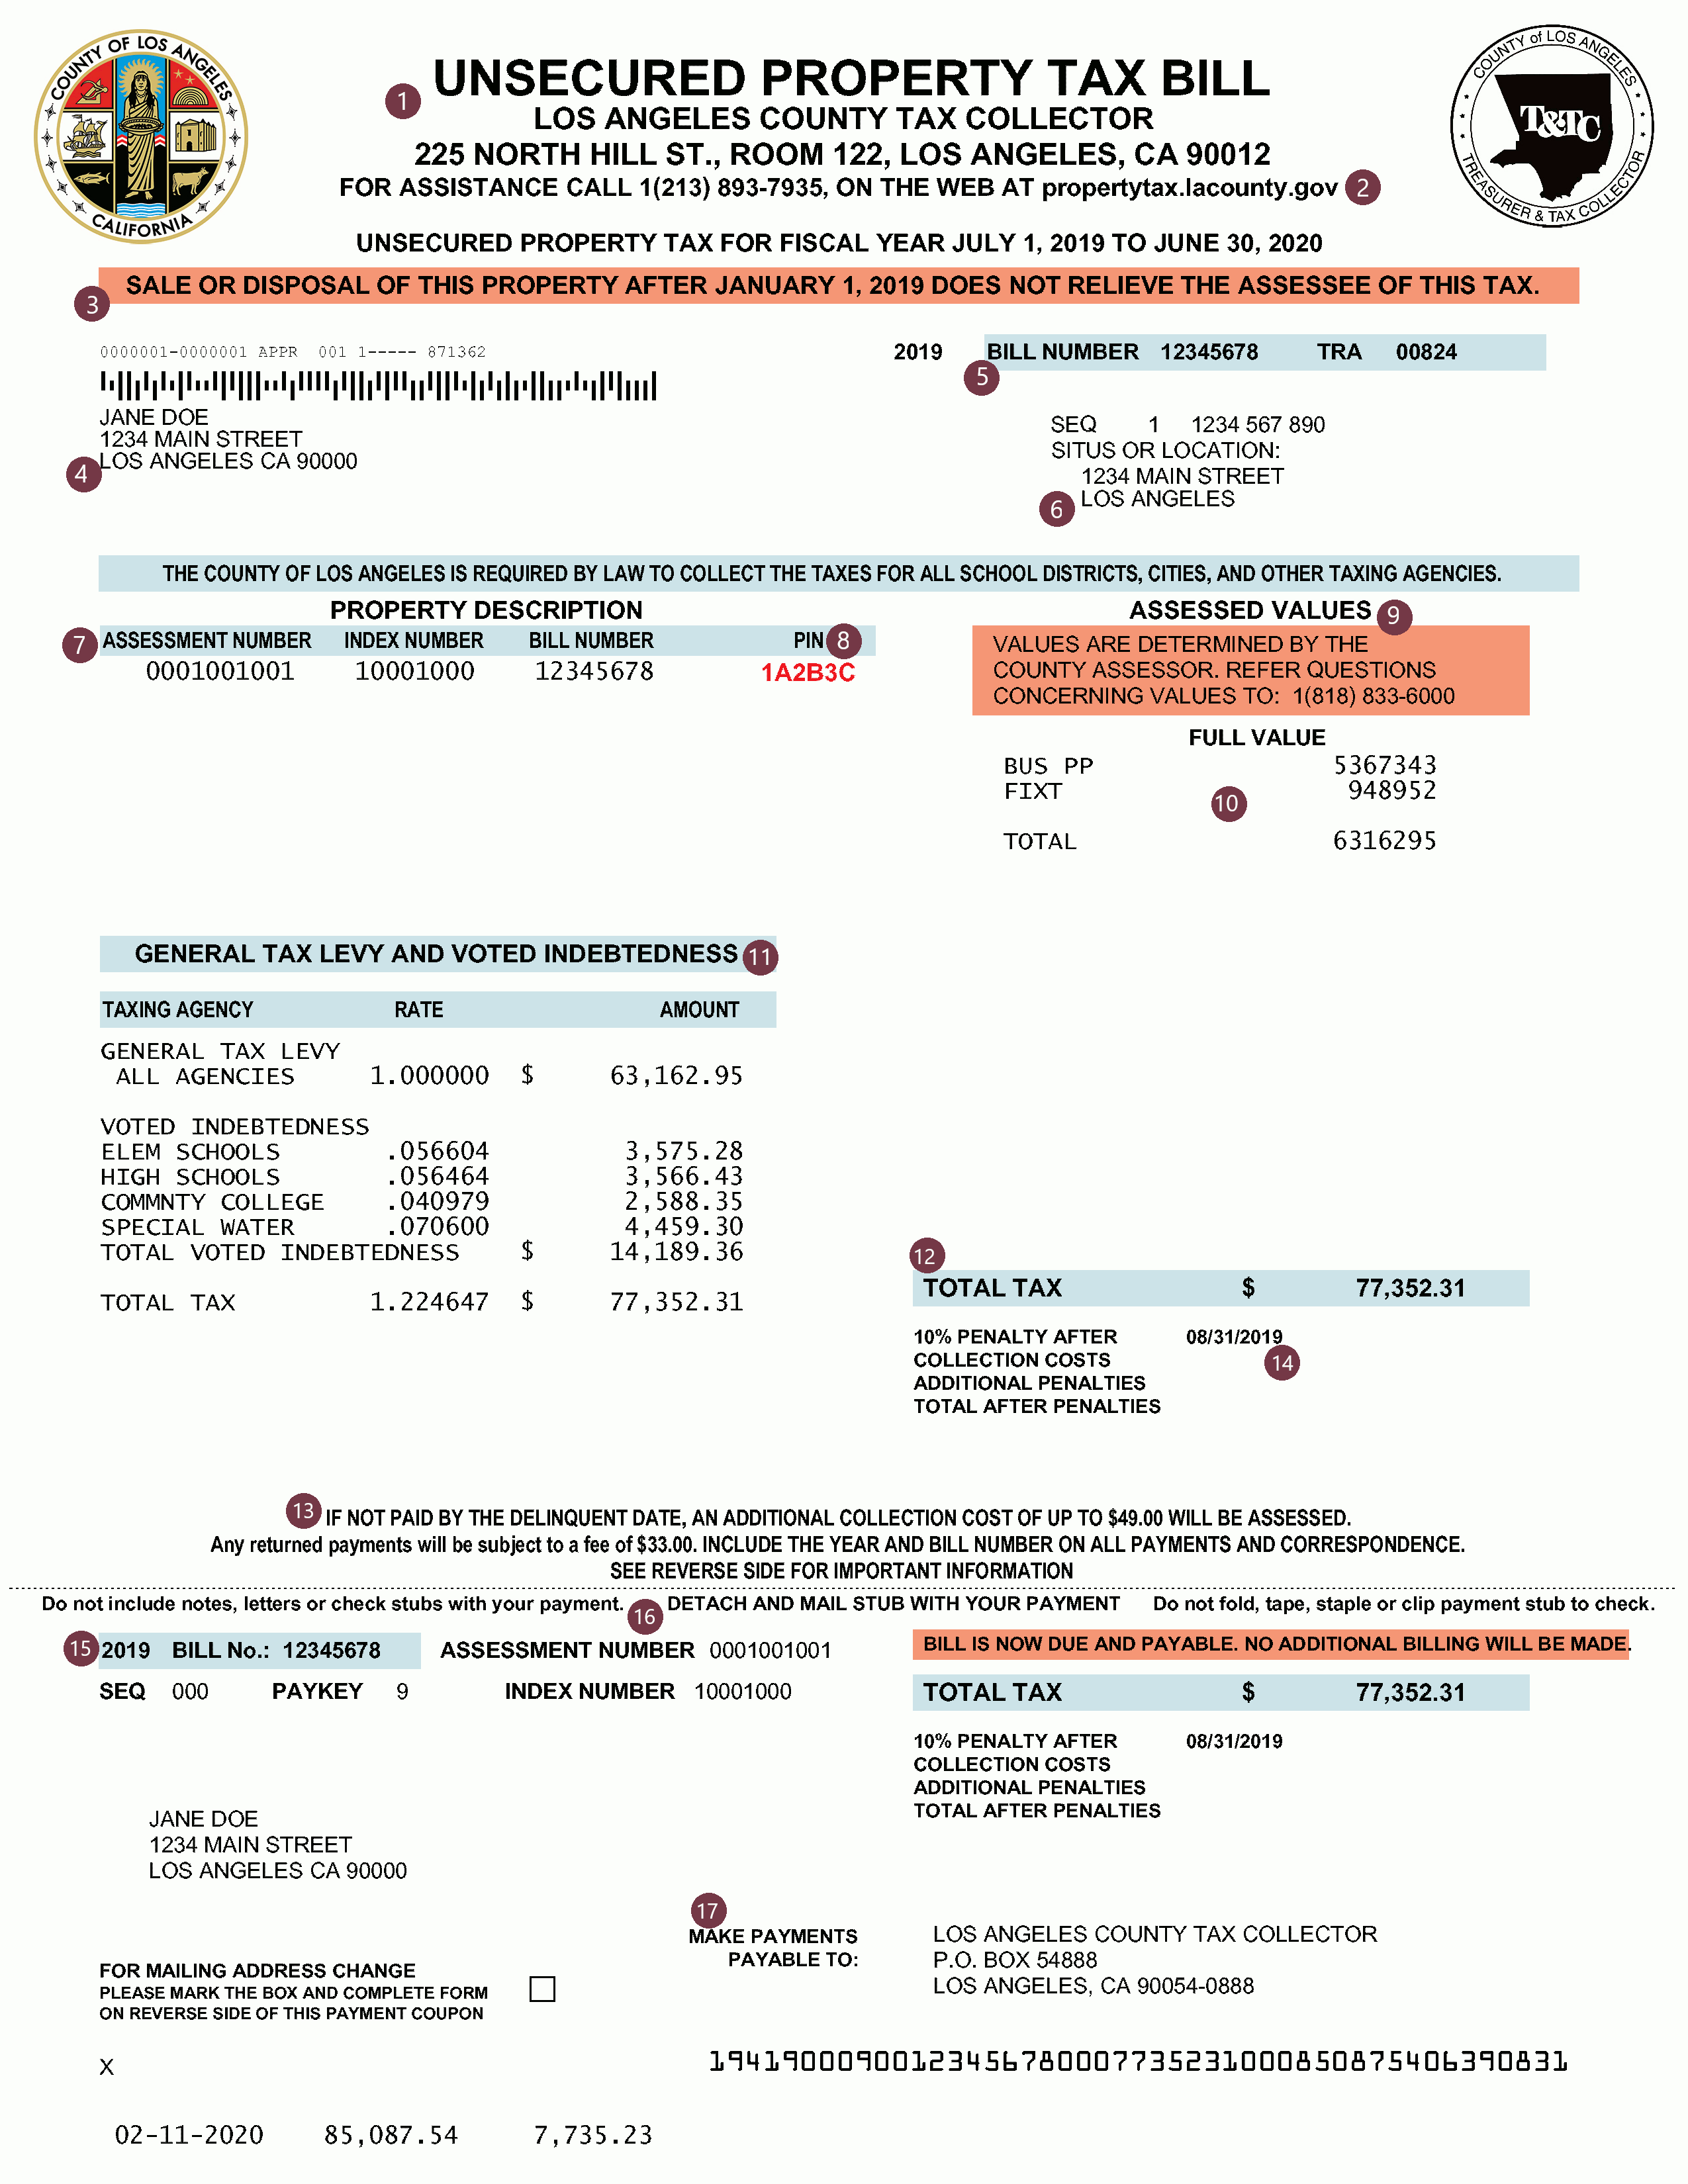 COUNTY OF LOS ANGELES
CALIFORNIA
COUNTY of LOS ANGELES
T&TC
TREASURER & TAX COLLECTOR
1
UNSECURED PROPERTY TAX BILL
LOS ANGELES COUNTY TAX COLLECTOR
225 NORTH HILL ST., ROOM 122, LOS ANGELES, CA 90012
FOR ASSISTANCE CALL 1(213) 893-7935, ON THE WEB AT propertytax.lacounty.gov 2
UNSECURED PROPERTY TAX FOR FISCAL YEAR JULY 1, 2019 TO JUNE 30, 2020
3 SALE OR DISPOSAL OF THIS PROPERTY AFTER JANUARY 1, 2019 DOES NOT RELIEVE THE ASSESSEE OF THIS TAX.
0000001-0000001 APPR 001 1----- 871362
JANE DOE
1234 MAIN STREET
4 LOS ANGELES CA 90000
2019 BILL NUMBER 12345678 TRA 00824
5
SEQ 1 1234 567 890
SITUS OR LOCATION:
1234 MAIN STREET
6 LOS ANGELES
THE COUNTY OF LOS ANGELES IS REQUIRED BY LAW TO COLLECT THE TAXES FOR ALL SCHOOL DISTRICTS, CITIES, AND OTHER TAXING AGENCIES.
PROPERTY DESCRIPTION
7 ASSESSMENT NUMBER INDEX NUMBER BILL NUMBER PIN 8
0001001001 10001000 12345678 1A2B3C
ASSESSED VALUES 9
VALUES ARE DETERMINED BY THE
COUNTY ASSESSOR. REFER QUESTIONS
CONCERNING VALUES TO: 1(818) 833-6000
FULL VALUE
BUS PP 5367343
FIXT 948952
10
TOTAL 6316295
GENERAL TAX LEVY AND VOTED INDEBTEDNESS 11
TAXING AGENCY RATE AMOUNT
GENERAL TAX LEVY
ALL AGENCIES 1.000000 $ 63,162.95
VOTED INDEBTEDNESS
ELEM SCHOOLS .056604 3,575.28
HIGH SCHOOLS .056464 3,566.43
COMMNTY COLLEGE .040979 2,588.35
SPECIAL WATER .070600 4,459.30
TOTAL VOTED INDEBTEDNESS $ 14,189.36
TOTAL TAX 1.224647 $ 77,352.31
12
TOTAL TAX $ 77,352.31
10% PENALTY AFTER 08/31/2019
COLLECTION COSTS 14
ADDITIONAL PENALTIES
TOTAL AFTER PENALTIES
13 IF NOT PAID BY THE DELINQUENT DATE, AN ADDITIONAL COLLECTION COST OF UP TO $49.00 WILL BE ASSESSED.
Any returned payments will be subject to a fee of $33.00. INCLUDE THE YEAR AND BILL NUMBER ON ALL PAYMENTS AND CORRESPONDENCE.
SEE REVERSE SIDE FOR IMPORTANT INFORMATION
Do not include notes, letters or check stubs with your payment. 16 DETACH AND MAIL STUB WITH YOUR PAYMENT Do not fold, tape, staple or clip payment stub to check.
15 2019 BILL No.: 12345678 ASSESSMENT NUMBER 0001001001
SEQ 000 PAYKEY 9 INDEX NUMBER 10001000
BILL IS NOW DUE AND PAYABLE. NO ADDITIONAL BILLING WILL BE MADE.
TOTAL TAX $ 77,352.31
10% PENALTY AFTER 08/31/2019
COLLECTION COSTS
ADDITIONAL PENALTIES
TOTAL AFTER PENALTIES
JANE DOE
1234 MAIN STREET
LOS ANGELES CA 90000
17
MAKE PAYMENTS
PAYABLE TO:
LOS ANGELES COUNTY TAX COLLECTOR
P.O. BOX 54888
LOS ANGELES, CA 90054-0888
FOR MAILING ADDRESS CHANGE
PLEASE MARK THE BOX AND COMPLETE FORM
ON REVERSE SIDE OF THIS PAYMENT COUPON
X
19419000900123456780007735231000850875406390831
02-11-2020 85,087.54 7,735.23